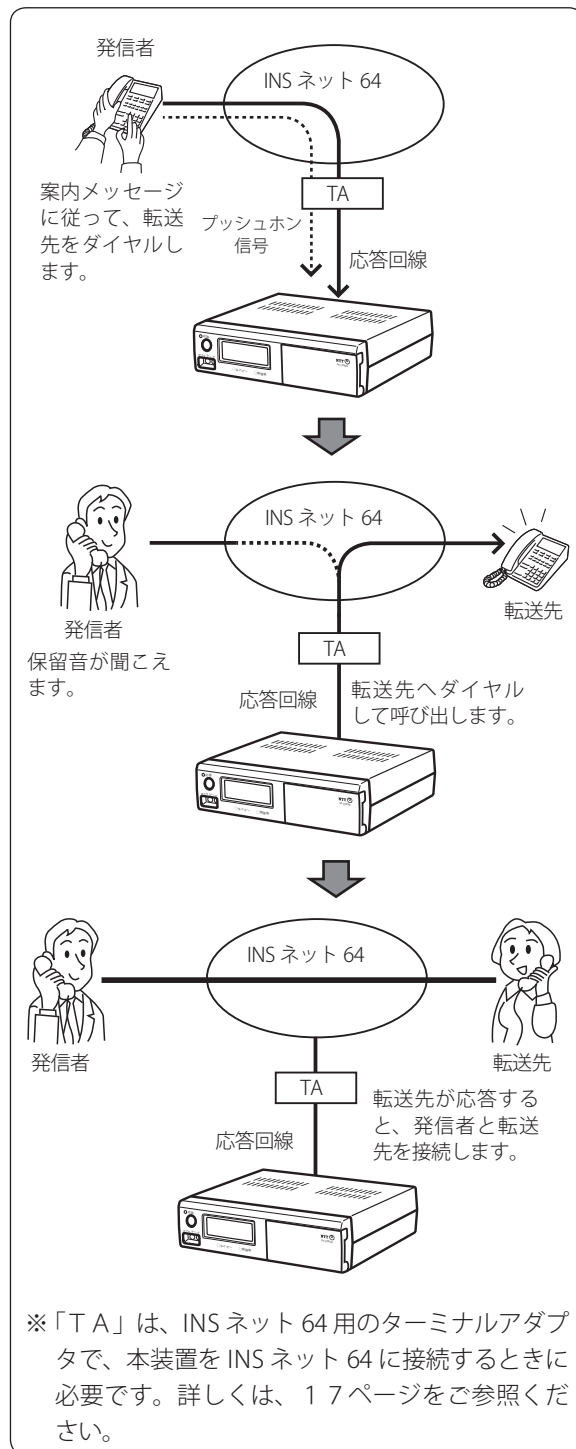 発信者
INS ネット 64
案内メッセージ
に従って、転送
先をダイヤルし
ます。
TA
プッシュホン
信号
応答回線
INS ネット 64
発信者
転送先
保留音が聞こえ
ます。
TA
応答回線
転送先へダイヤル
して呼び出します。
INS ネット 64
発信者
転送先
TA
転送先が応答する
と、発信者と転送
先を接続します。
応答回線
※「ＴＡ」は、INS ネット 64 用のターミナルアダプ
タで、本装置を INS ネット 64 に接続するときに
必要です。詳しくは、１７ページをご参照くだ
さい。